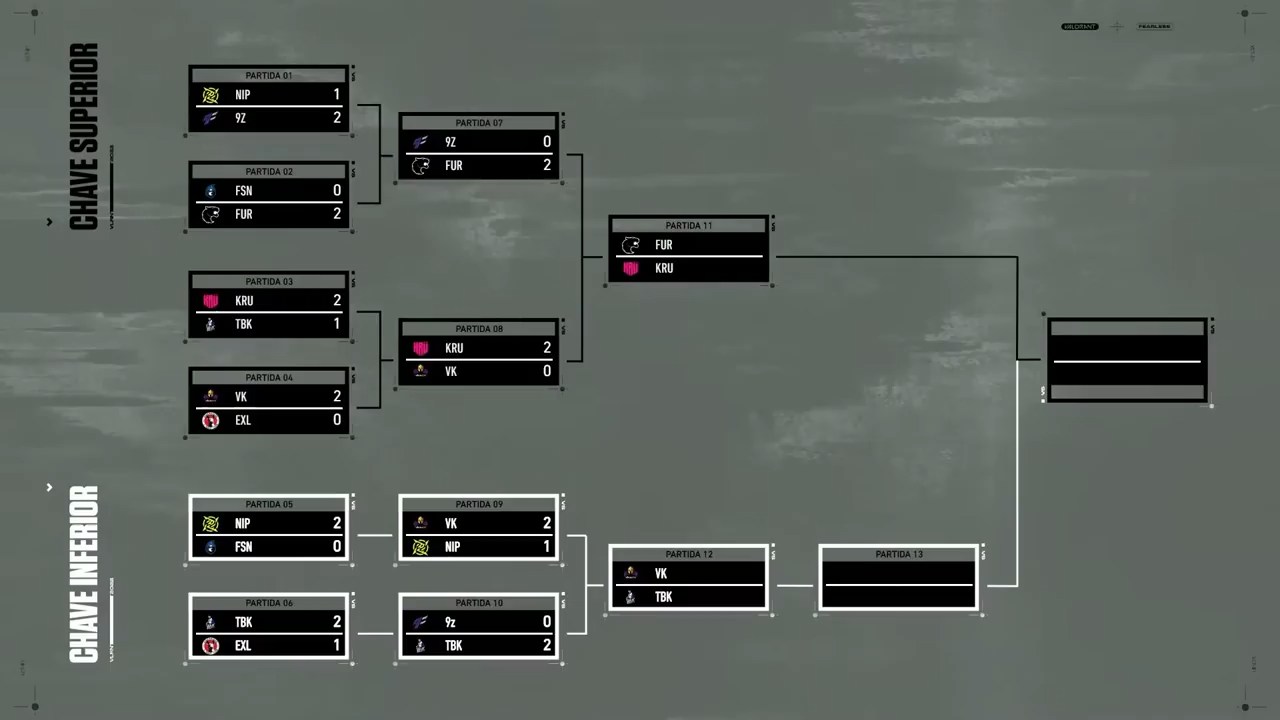 VALORANT
FEARLESS
CHAVE SUPERIOR
PARTIDA 01
NIP 1
9Z 2
PARTIDA 02
FSN 0
FUR 2
PARTIDA 03
KRU 2
TBK 1
PARTIDA 04
VK 2
EXL 0
PARTIDA 07
9Z 0
FUR 2
PARTIDA 08
KRU 2
VK 0
PARTIDA 11
FUR
KRU
CHAVE INFERIOR
PARTIDA 05
NIP 2
FSN 0
PARTIDA 06
TBK 2
EXL 1
PARTIDA 09
VK 2
NIP 1
PARTIDA 10
9z 0
TBK 2
PARTIDA 12
VK
TBK
PARTIDA 13